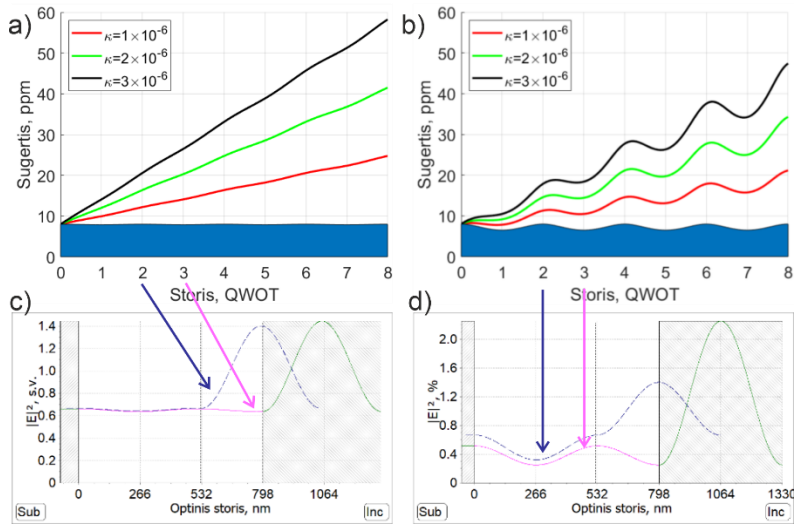 a)
κ=1×10⁻⁶
κ=2×10⁻⁶
κ=3×10⁻⁶
Sugertis, ppm
60
50
40
30
20
10
0
0 1 2 3 4 5 6 7 8
Storis, QWOT
b)
κ=1×10⁻⁶
κ=2×10⁻⁶
κ=3×10⁻⁶
Sugertis, ppm
60
50
40
30
20
10
0
0 1 2 3 4 5 6 7 8
Storis, QWOT
c)
|E|², s.v.
1.4
1.2
1.0
0.8
0.6
0.4
0.2
0
0 266 532 798 1064
Sub
Optinis storis, nm
Inc
d)
|E|², %
2.0
1.6
1.2
0.8
0.4
0
0 266 532 798 1064 1330
Sub
Optinis storis, nm
Inc